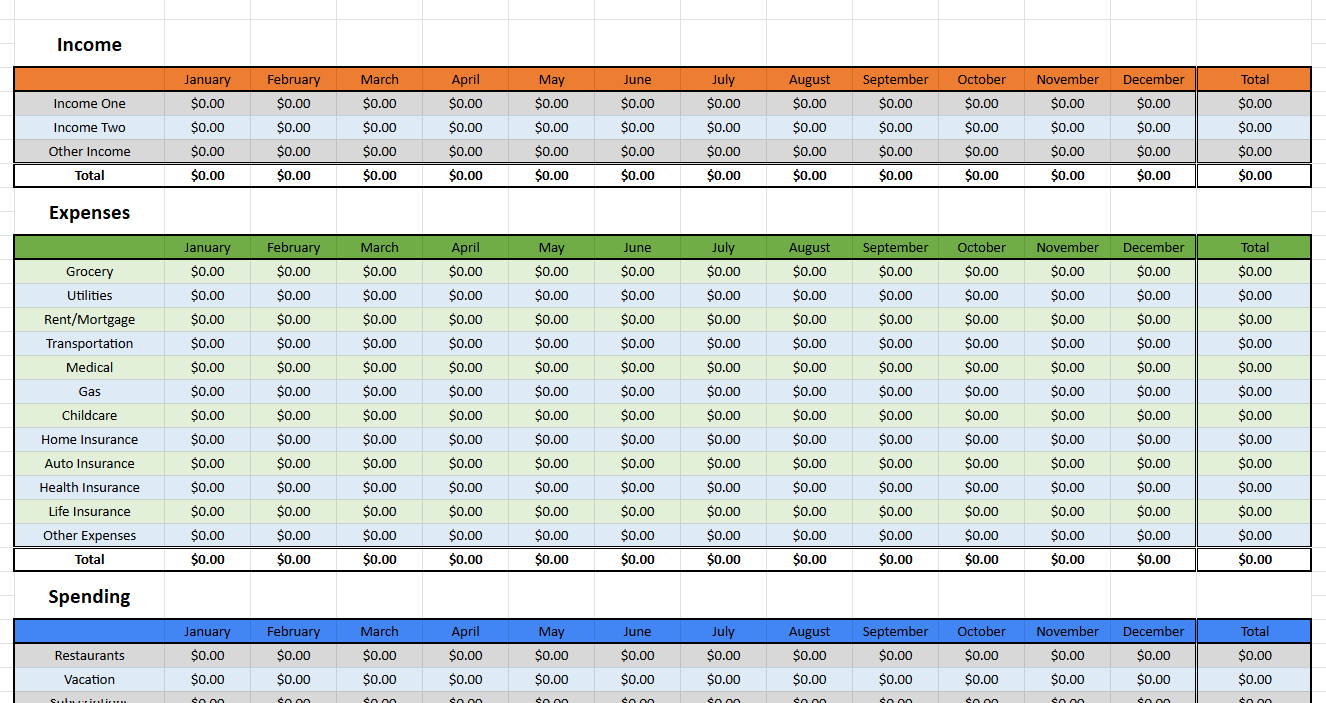 Income
January February March April May June July August September October November December Total
Income One $0.00 $0.00 $0.00 $0.00 $0.00 $0.00 $0.00 $0.00 $0.00 $0.00 $0.00 $0.00 $0.00
Income Two $0.00 $0.00 $0.00 $0.00 $0.00 $0.00 $0.00 $0.00 $0.00 $0.00 $0.00 $0.00 $0.00
Other Income $0.00 $0.00 $0.00 $0.00 $0.00 $0.00 $0.00 $0.00 $0.00 $0.00 $0.00 $0.00 $0.00
Total $0.00 $0.00 $0.00 $0.00 $0.00 $0.00 $0.00 $0.00 $0.00 $0.00 $0.00 $0.00 $0.00
Expenses
January February March April May June July August September October November December Total
Grocery $0.00 $0.00 $0.00 $0.00 $0.00 $0.00 $0.00 $0.00 $0.00 $0.00 $0.00 $0.00 $0.00
Utilities $0.00 $0.00 $0.00 $0.00 $0.00 $0.00 $0.00 $0.00 $0.00 $0.00 $0.00 $0.00 $0.00
Rent/Mortgage $0.00 $0.00 $0.00 $0.00 $0.00 $0.00 $0.00 $0.00 $0.00 $0.00 $0.00 $0.00 $0.00
Transportation $0.00 $0.00 $0.00 $0.00 $0.00 $0.00 $0.00 $0.00 $0.00 $0.00 $0.00 $0.00 $0.00
Medical $0.00 $0.00 $0.00 $0.00 $0.00 $0.00 $0.00 $0.00 $0.00 $0.00 $0.00 $0.00 $0.00
Gas $0.00 $0.00 $0.00 $0.00 $0.00 $0.00 $0.00 $0.00 $0.00 $0.00 $0.00 $0.00 $0.00
Childcare $0.00 $0.00 $0.00 $0.00 $0.00 $0.00 $0.00 $0.00 $0.00 $0.00 $0.00 $0.00 $0.00
Home Insurance $0.00 $0.00 $0.00 $0.00 $0.00 $0.00 $0.00 $0.00 $0.00 $0.00 $0.00 $0.00 $0.00
Auto Insurance $0.00 $0.00 $0.00 $0.00 $0.00 $0.00 $0.00 $0.00 $0.00 $0.00 $0.00 $0.00 $0.00
Health Insurance $0.00 $0.00 $0.00 $0.00 $0.00 $0.00 $0.00 $0.00 $0.00 $0.00 $0.00 $0.00 $0.00
Life Insurance $0.00 $0.00 $0.00 $0.00 $0.00 $0.00 $0.00 $0.00 $0.00 $0.00 $0.00 $0.00 $0.00
Other Expenses $0.00 $0.00 $0.00 $0.00 $0.00 $0.00 $0.00 $0.00 $0.00 $0.00 $0.00 $0.00 $0.00
Total $0.00 $0.00 $0.00 $0.00 $0.00 $0.00 $0.00 $0.00 $0.00 $0.00 $0.00 $0.00 $0.00
Spending
January February March April May June July August September October November December Total
Restaurants $0.00 $0.00 $0.00 $0.00 $0.00 $0.00 $0.00 $0.00 $0.00 $0.00 $0.00 $0.00 $0.00
Vacation $0.00 $0.00 $0.00 $0.00 $0.00 $0.00 $0.00 $0.00 $0.00 $0.00 $0.00 $0.00 $0.00